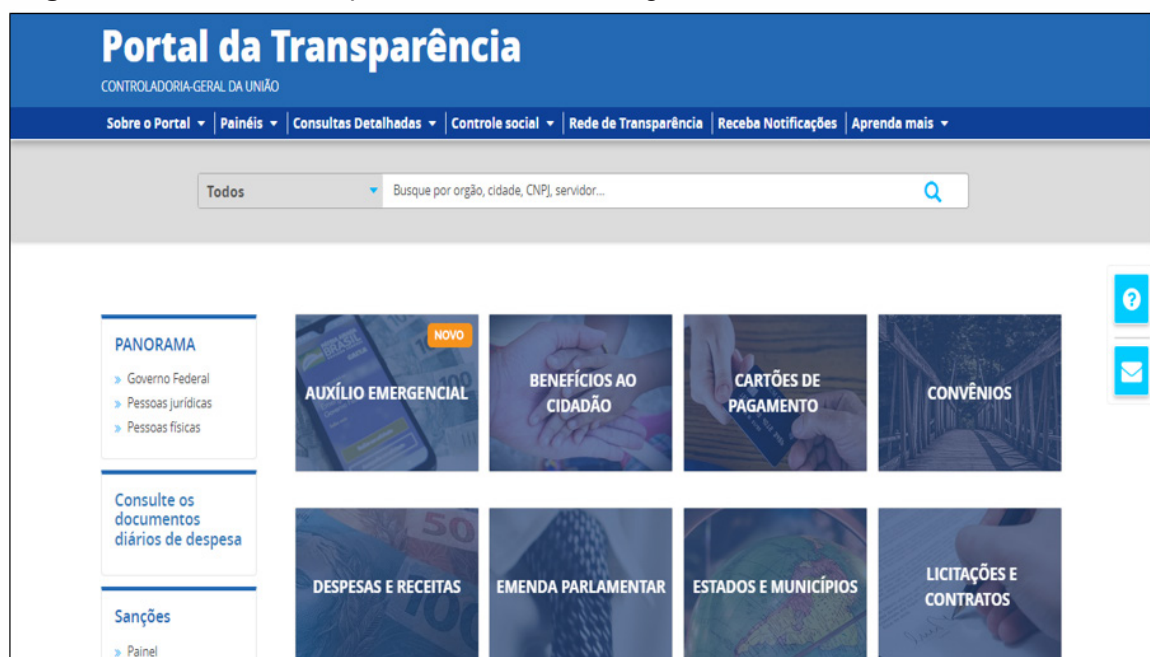 Portal da Transparência
CONTROLADORIA-GERAL DA UNIÃO
Sobre o Portal Painéis Consultas Detalhadas Controle social Rede de Transparência Receba Notificações Aprenda mais
Todos Busque por orgão, cidade, CNPJ, servidor...
PANORAMA
» Governo Federal
» Pessoas jurídicas
» Pessoas físicas
Consulte os
documentos
diários de despesa
Sanções
» Painel
NOVO
AUXÍLIO EMERGENCIAL
BENEFÍCIOS AO
CIDADÃO
CARTÕES DE
PAGAMENTO
CONVÊNIOS
DESPESAS E RECEITAS
EMENDA PARLAMENTAR
ESTADOS E MUNICÍPIOS
LICITAÇÕES E
CONTRATOS